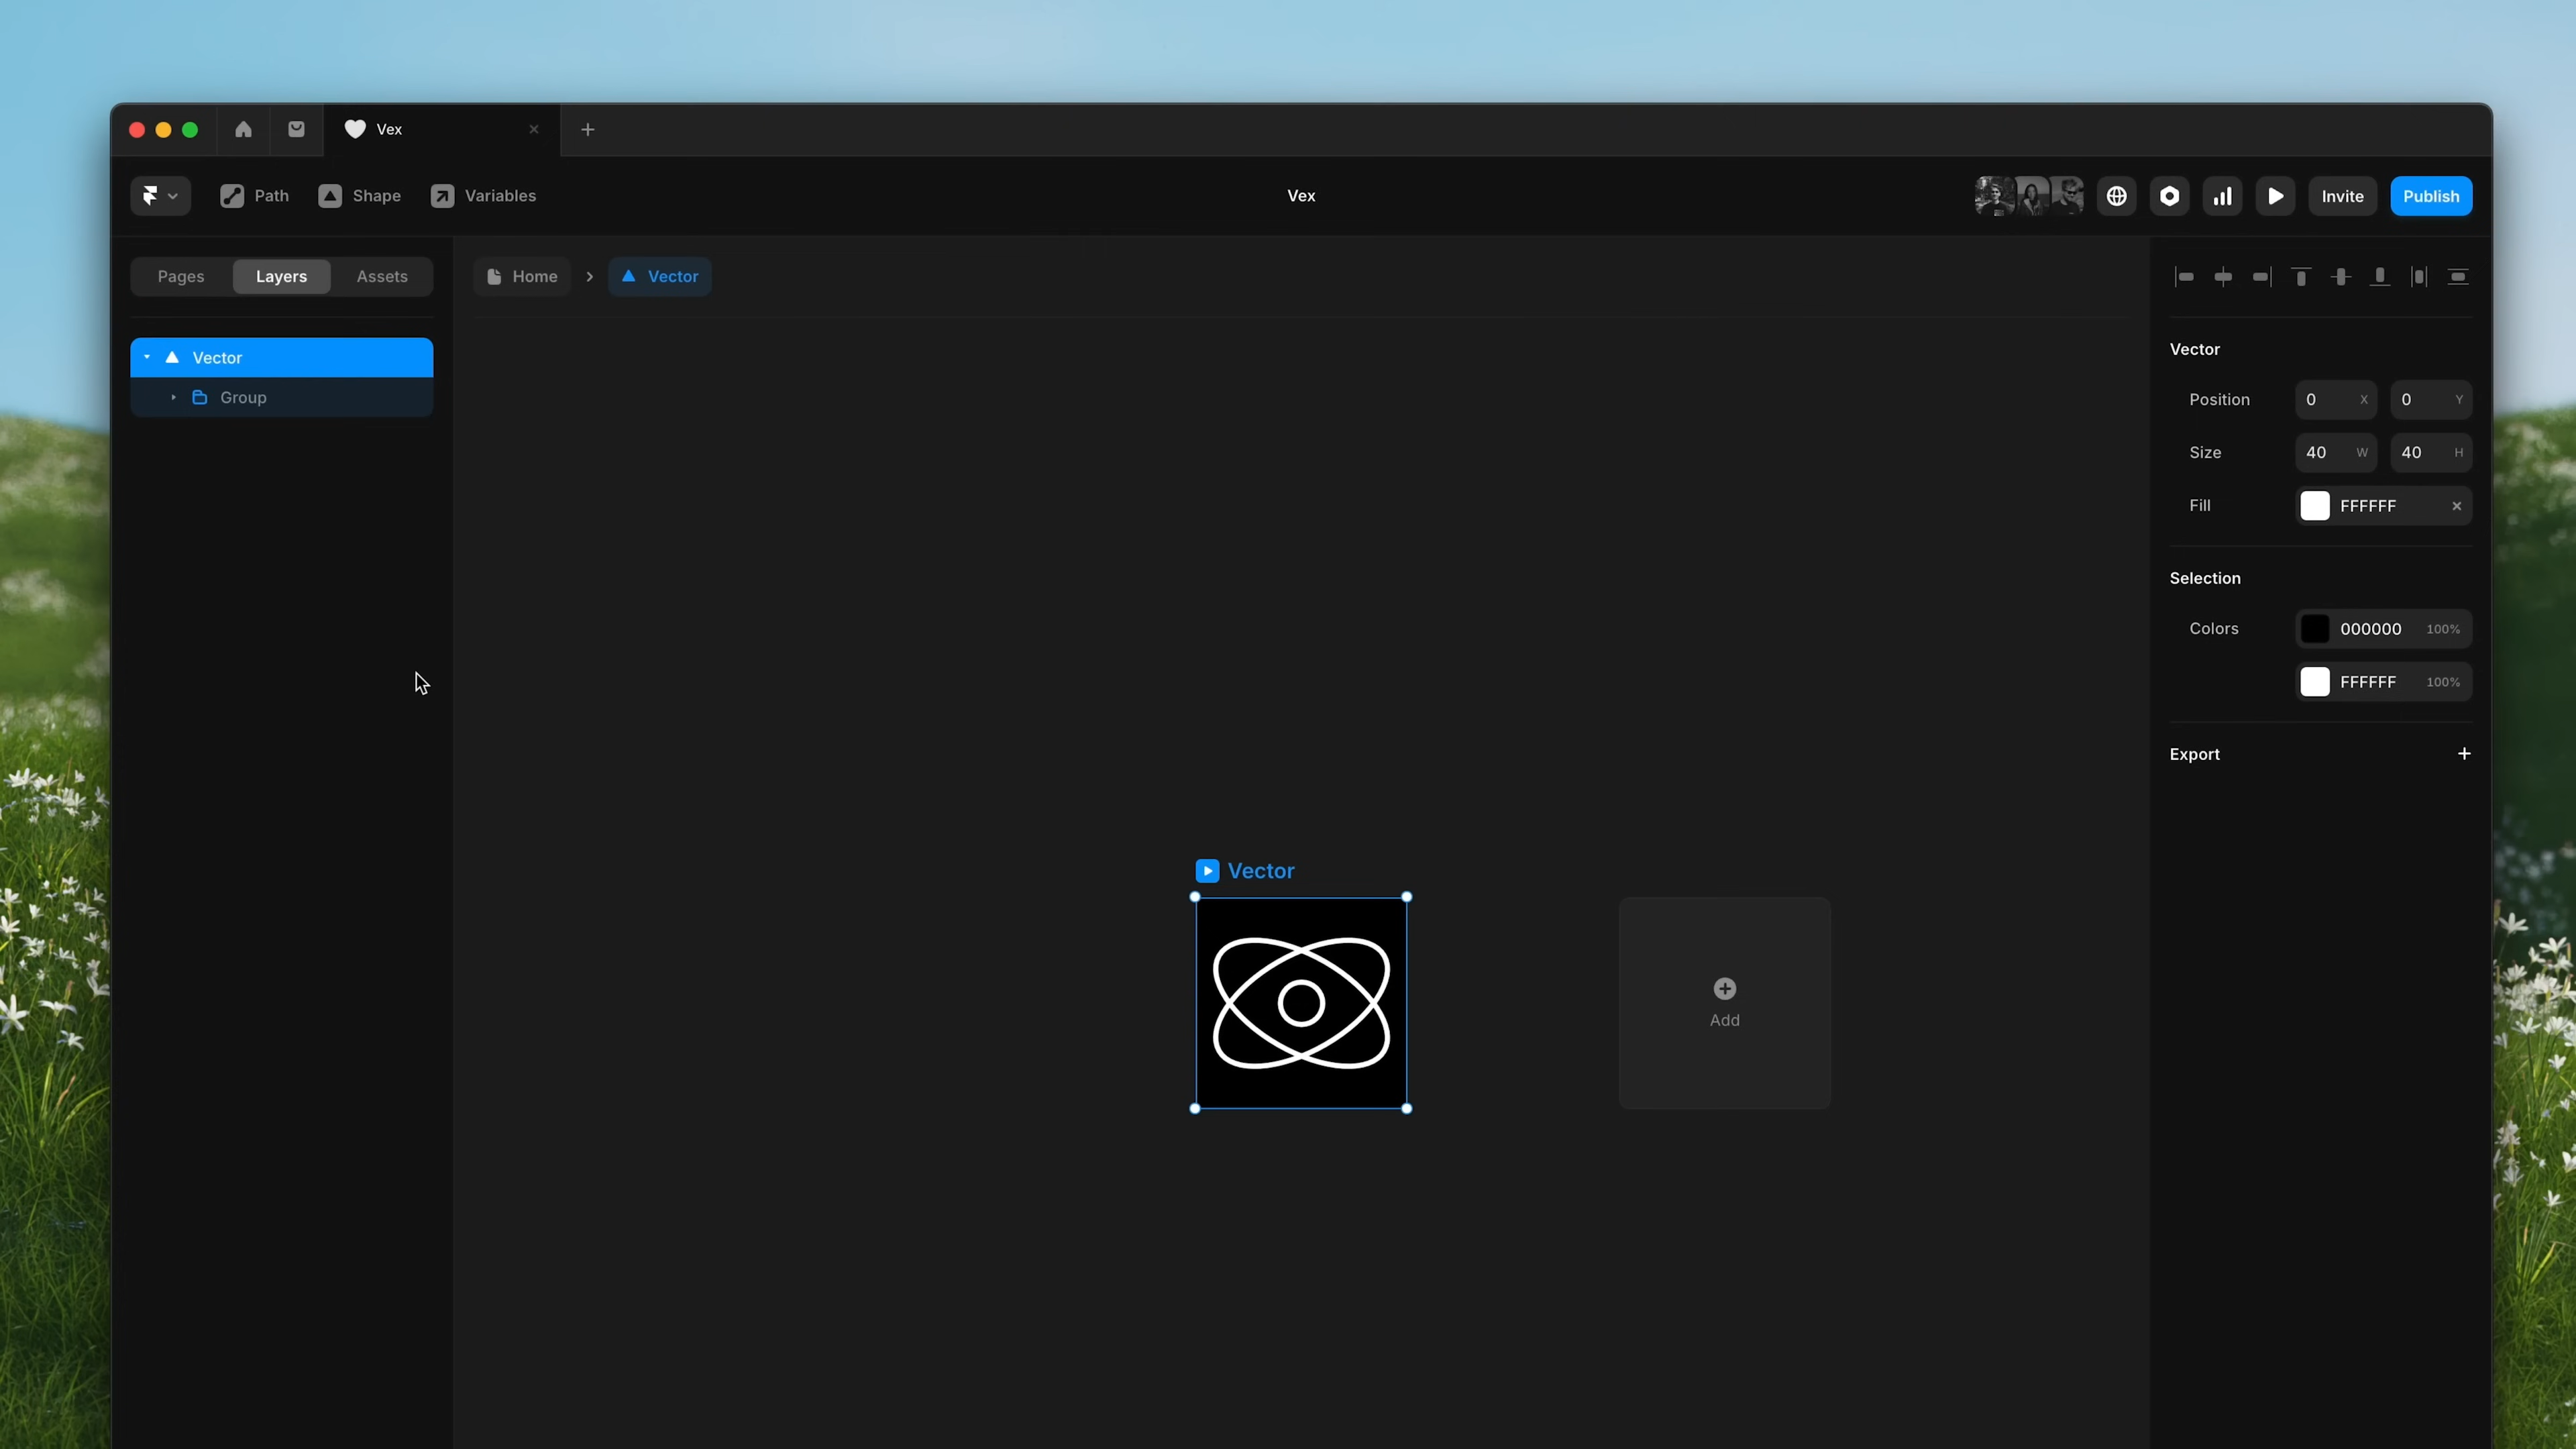 Vex
Path
Shape
Variables
Vex
Invite
Publish
Pages
Layers
Assets
Home
Vector
Vector
Group
Vector
Position
0 X
0 Y
Size
40 W
40 H
Fill
FFFFFF
Selection
Colors
000000 100%
FFFFFF 100%
Export
Vector
Add